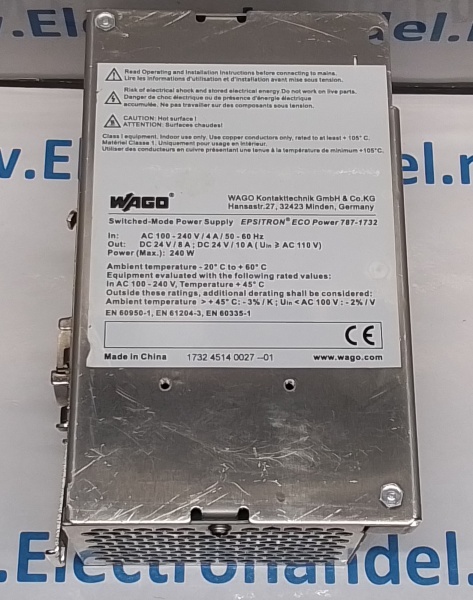 Read Operating and Installation Instructions before connecting to mains.
Lire les informations d'utilisation et d'installation avant mise sous tension.
Risk of electrical shock and stored electrical energy.Do not work on live parts.
Danger de choc électrique ou de présence d'énergie électrique
accumulée. Ne pas travailler sur des composants sous tension.
CAUTION: Hot surface!
ATTENTION: Surfaces chaudes!
Class I equipment, Indoor use only, Use copper conductors only, rated to at least + 105°C.
Matériel Classe 1, Uniquement pour usage en intérieur.
Utiliser des conducteurs en cuivre présentant une tenue à la température de minimum +105°C.
WAGO®
WAGO Kontakttechnik GmbH & Co.KG
Hansastr.27, 32423 Minden, Germany
Switched-Mode Power Supply EPSITRON® ECO Power 787-1732
In: AC 100 - 240 V / 4 A / 50 - 60 Hz
Out: DC 24 V / 8 A ; DC 24 V / 10 A ( Uin ≥ AC 110 V)
Power (Max.): 240 W
Ambient temperature - 20°C to + 60°C
Equipment evaluated with the following rated values:
In AC 100 - 240 V, Temperature + 45°C
Outside these ratings, additional derating shall be considered:
Ambient temperature > + 45°C: - 3% / K ; Uin < AC 100 V : - 2% / V
EN 60950-1, EN 61204-3, EN 60335-1
CE
Made in China 1732 4514 0027 -01 www.wago.com
www.Electronhandel.